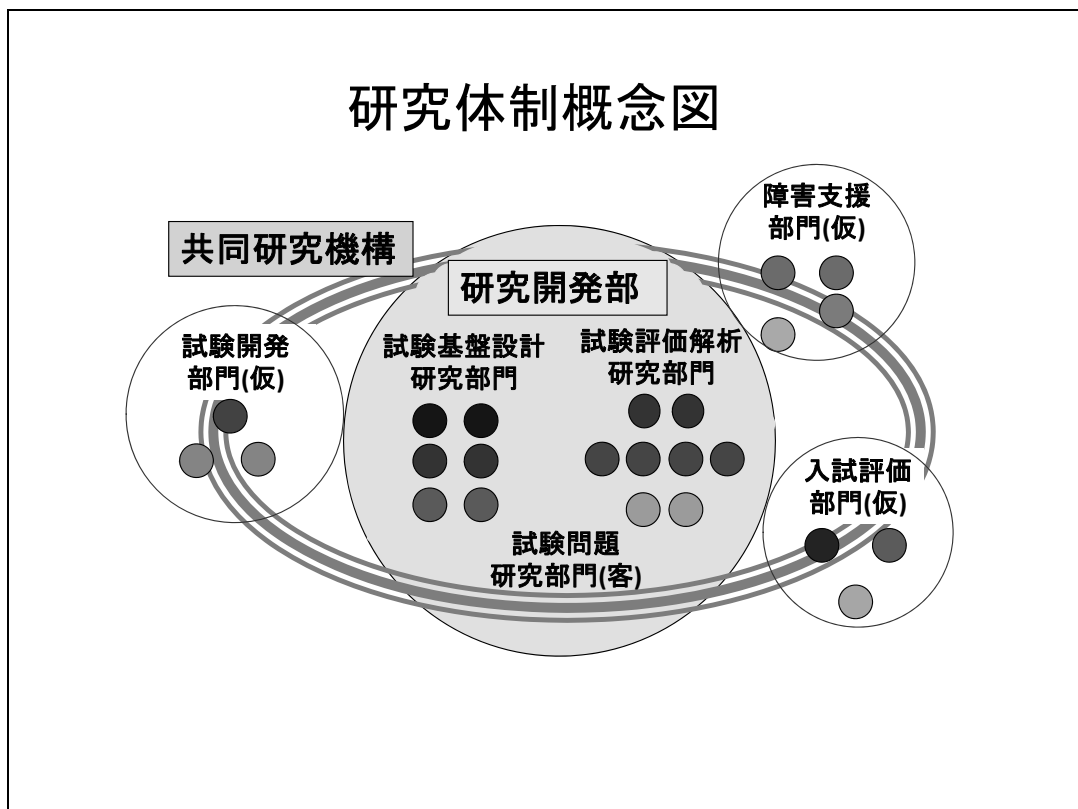 研究体制概念図
障害支援
部門(仮)
共同研究機構
研究開発部
試験開発
部門(仮)
試験基盤設計
研究部門
試験評価解析
研究部門
入試評価
部門(仮)
試験問題
研究部門(客)